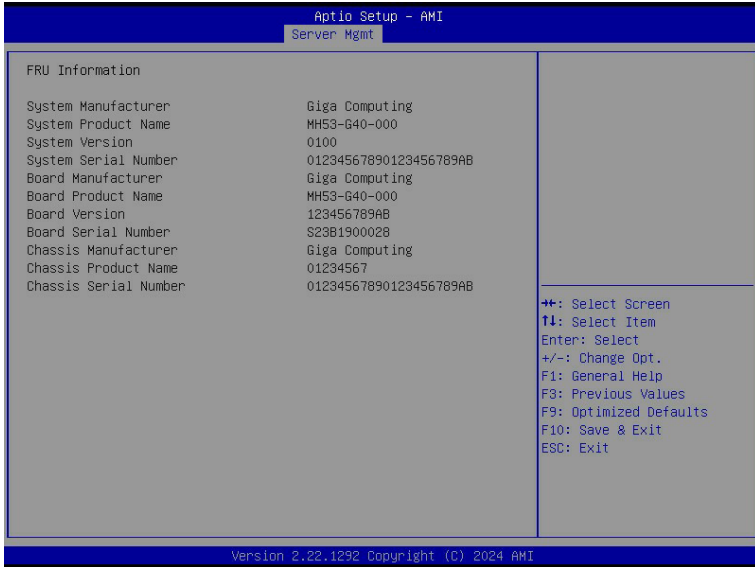 Aptio Setup - AMI
Server Mgmt
FRU Information
System Manufacturer Giga Computing
System Product Name MH53-G40-000
System Version 0100
System Serial Number 01234567890123456789AB
Board Manufacturer Giga Computing
Board Product Name MH53-G40-000
Board Version 123456789AB
Board Serial Number S23B1900028
Chassis Manufacturer Giga Computing
Chassis Product Name 01234567
Chassis Serial Number 01234567890123456789AB
→←: Select Screen
↑↓: Select Item
Enter: Select
+/-: Change Opt.
F1: General Help
F3: Previous Values
F9: Optimized Defaults
F10: Save & Exit
ESC: Exit
Version 2.22.1292 Copyright (C) 2024 AMI